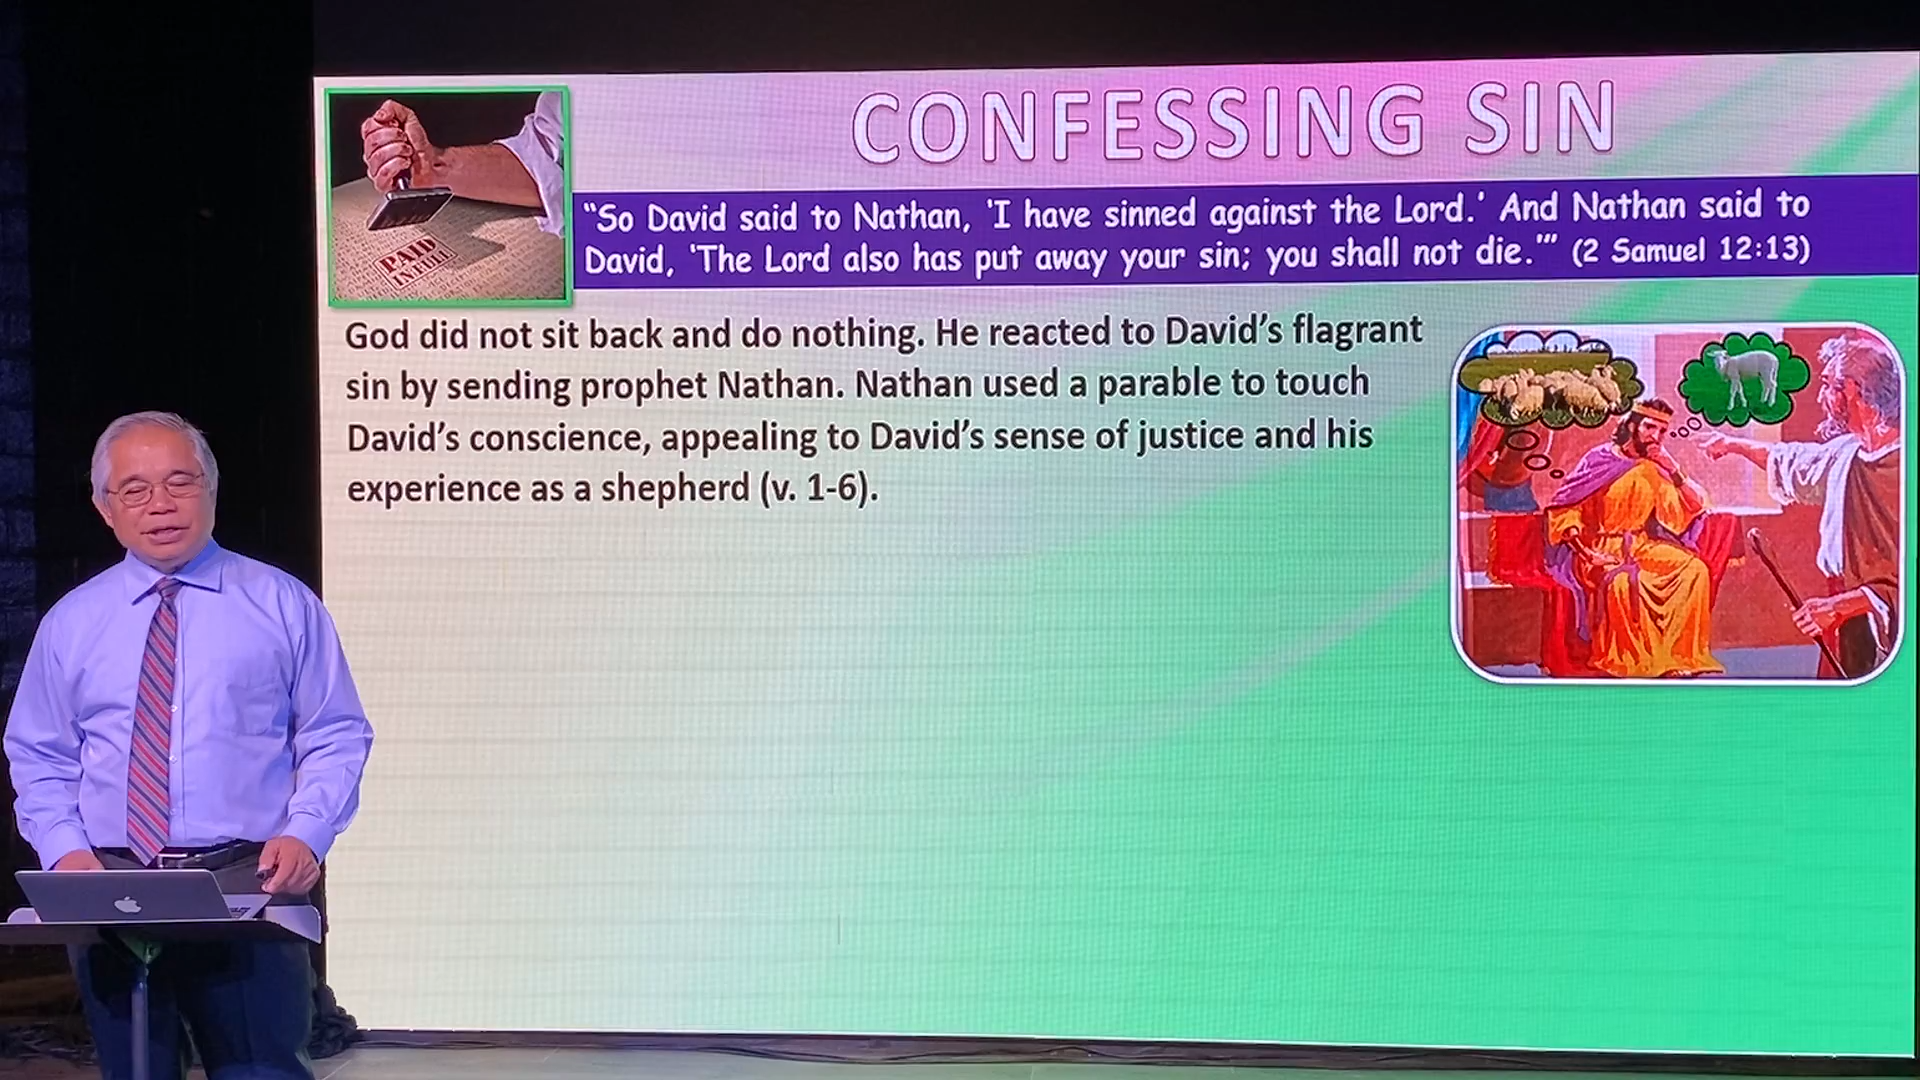 CONFESSING SIN
“So David said to Nathan, ‘I have sinned against the Lord.’ And Nathan said to
David, ‘The Lord also has put away your sin; you shall not die.’” (2 Samuel 12:13)
PAID
IN FULL
God did not sit back and do nothing. He reacted to David’s flagrant
sin by sending prophet Nathan. Nathan used a parable to touch
David’s conscience, appealing to David’s sense of justice and his
experience as a shepherd (v. 1-6).